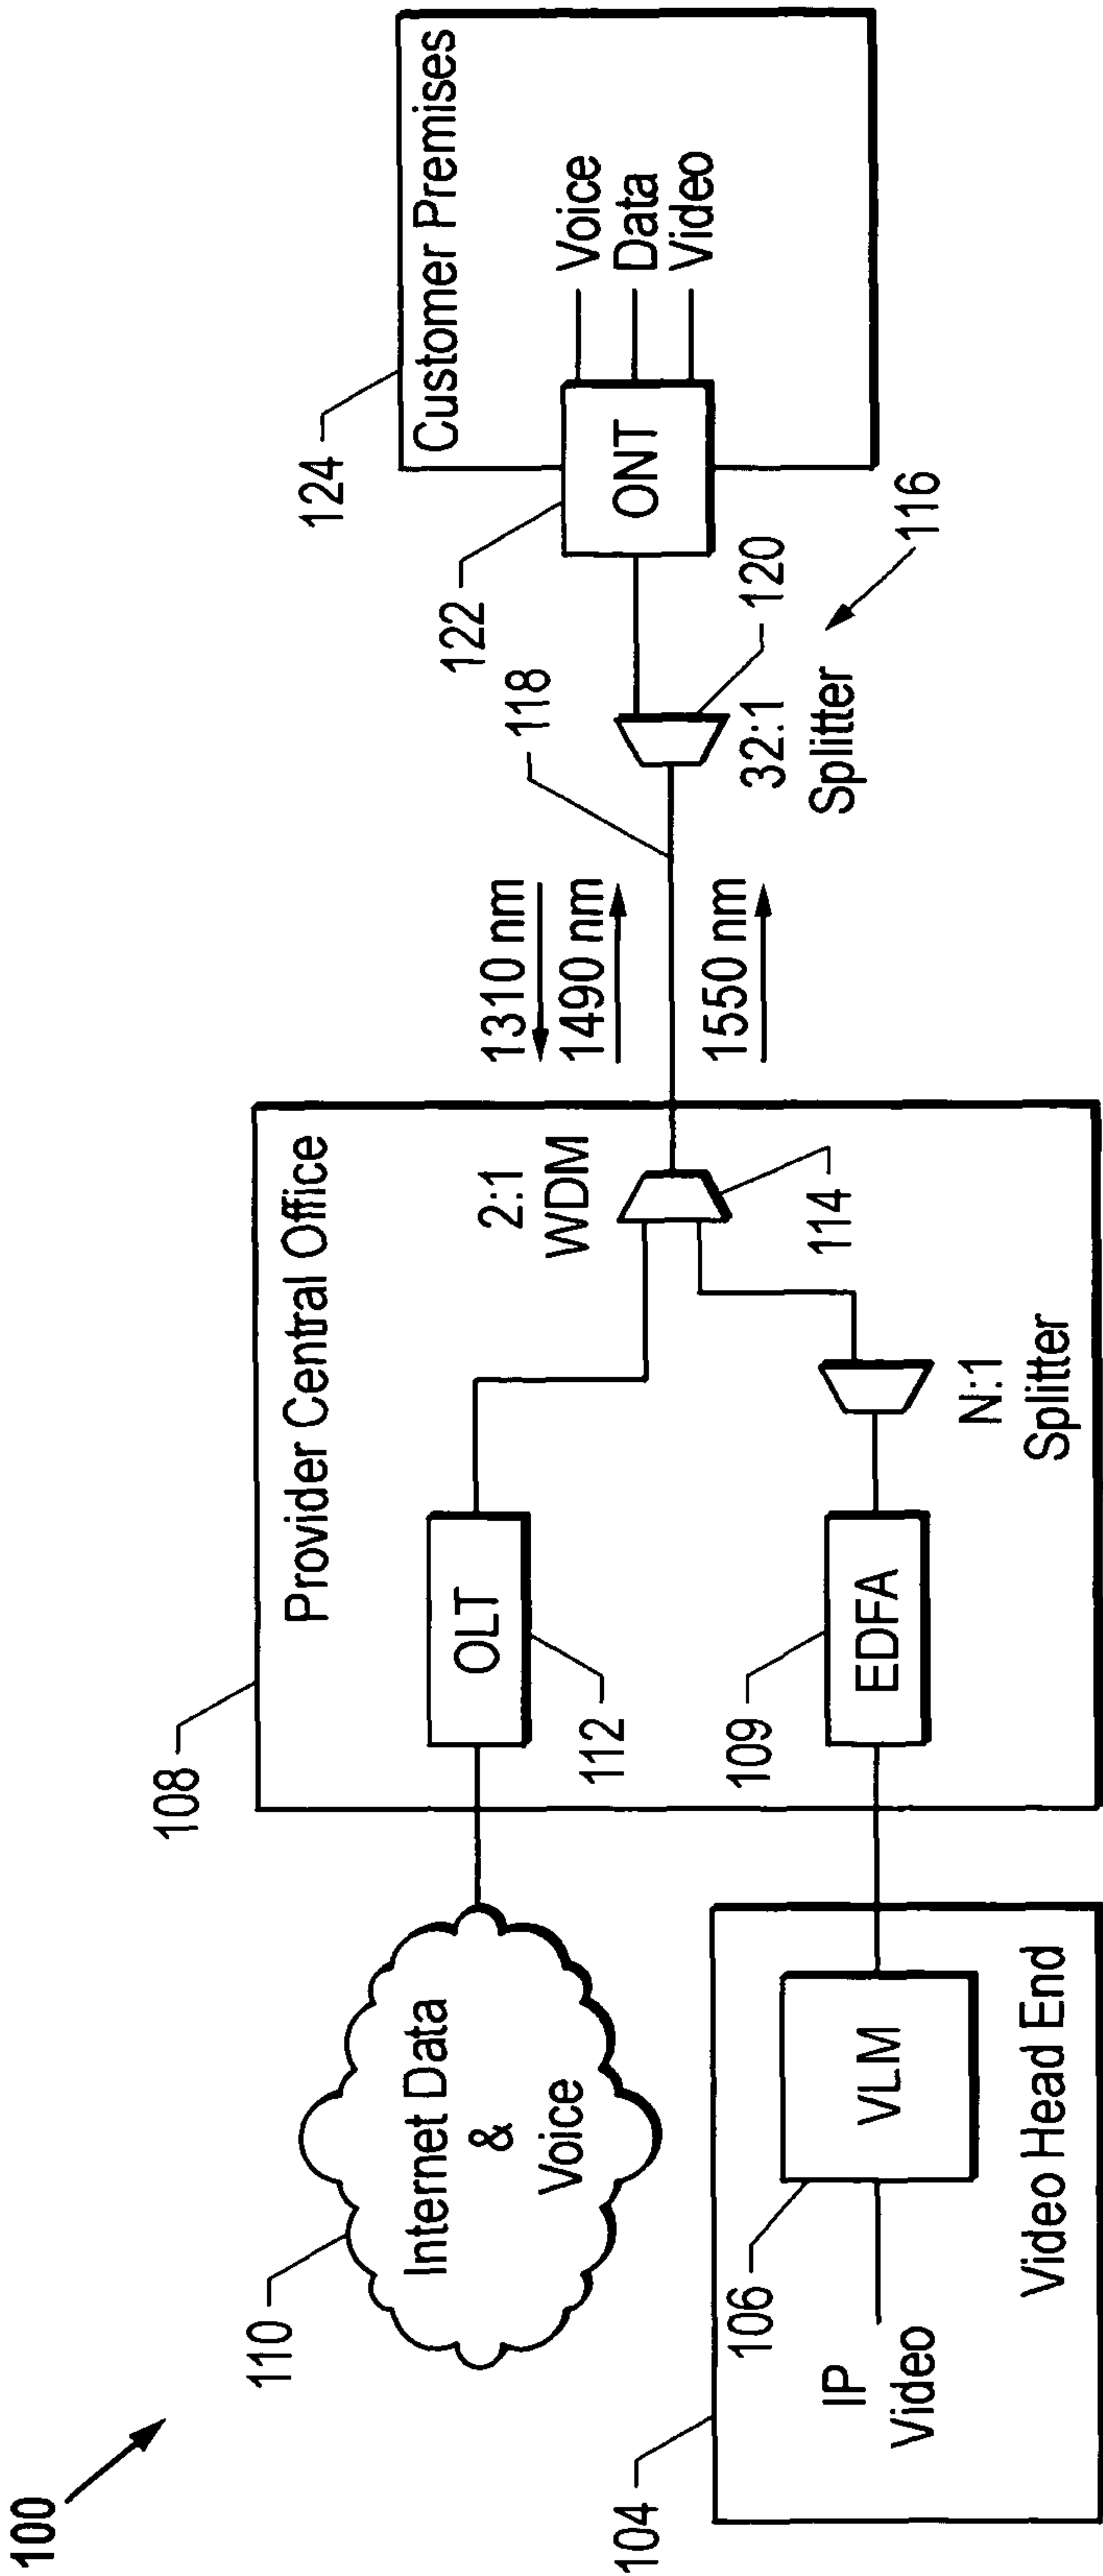 100
110
Internet Data
&
Voice
104
IP
Video
106
VLM
Video Head End
108
Provider Central Office
OLT
112
109
EDFA
2:1
WDM
114
N:1
Splitter
1310 nm
1490 nm
1550 nm
118
32:1
Splitter
120
116
122
ONT
124
Customer Premises
Voice
Data
Video